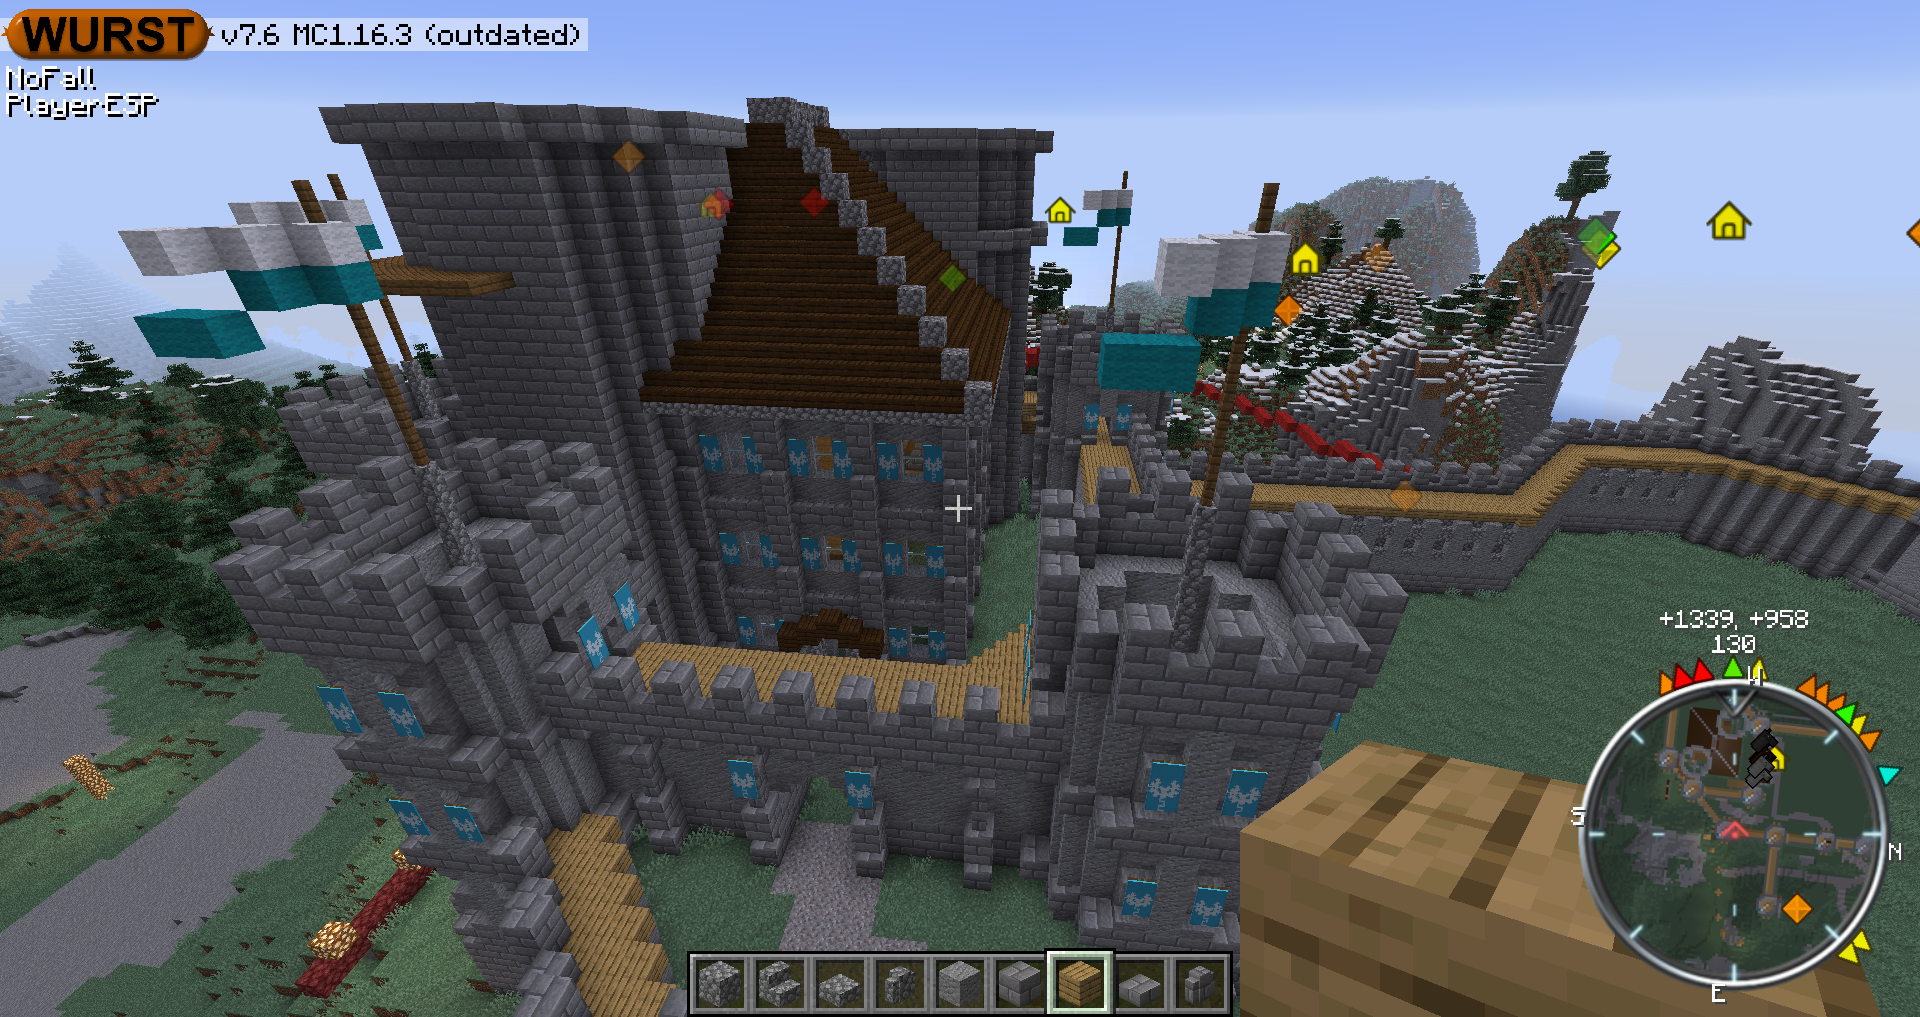 WURST v7.6 MC1.16.3 (outdated)
NoFall
PlayerESP
+1339, +958
130
W
S
N
E